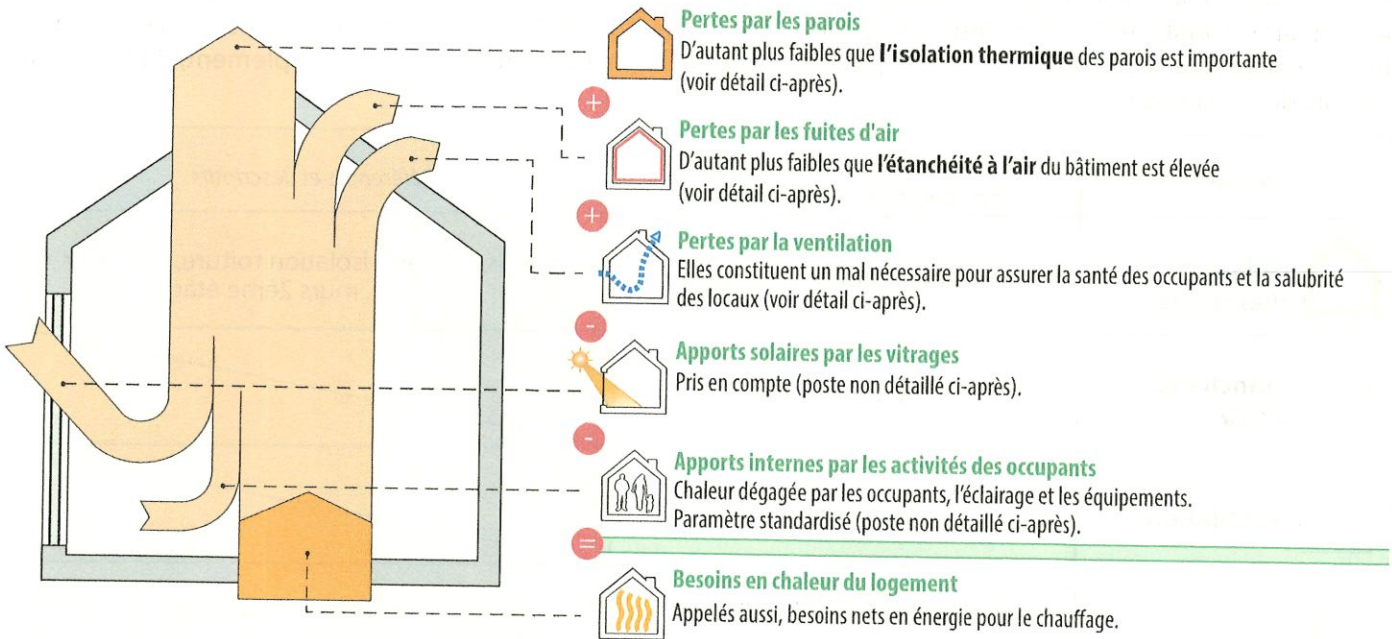 Pertes par les parois
D'autant plus faibles que l'isolation thermique des parois est importante
(voir détail ci-après).
+
Pertes par les fuites d'air
D'autant plus faibles que l'étanchéité à l'air du bâtiment est élevée
(voir détail ci-après).
+
Pertes par la ventilation
Elles constituent un mal nécessaire pour assurer la santé des occupants et la salubrité
des locaux (voir détail ci-après).
-
Apports solaires par les vitrages
Pris en compte (poste non détaillé ci-après).
-
Apports internes par les activités des occupants
Chaleur dégagée par les occupants, l'éclairage et les équipements.
Paramètre standardisé (poste non détaillé ci-après).
=
Besoins en chaleur du logement
Appelés aussi, besoins nets en énergie pour le chauffage.
isolation toiture
murs 2ème éta